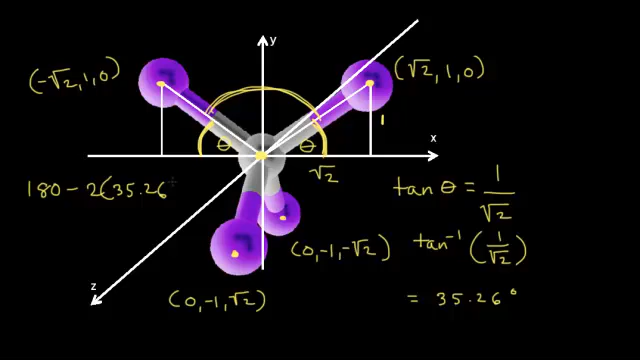 y
(-√2, 1, 0)
(√2, 1, 0)
1
θ
θ
x
√2
180 - 2(35.26
tan θ = 1/√2
(0, -1, -√2)
tan⁻¹ (1/√2)
z
(0, -1, √2)
= 35.26°